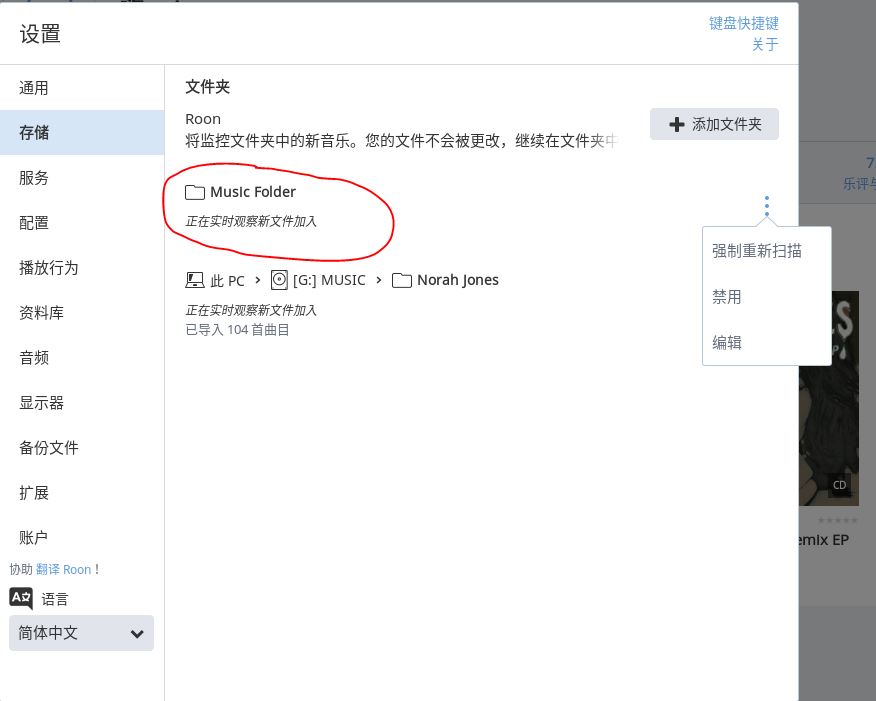 设置
键盘快捷键
关于
通用
存储
服务
配置
播放行为
资料库
音频
显示器
备份文件
扩展
账户
协助 翻译 Roon！
语言
简体中文
文件夹
Roon
将监控文件夹中的新音乐。您的文件不会被更改，继续在文件夹中
添加文件夹
Music Folder
正在实时观察新文件加入
此 PC › [G:] MUSIC › Norah Jones
正在实时观察新文件加入
已导入 104 首曲目
强制重新扫描
禁用
编辑
7
乐评与
CD
emix EP